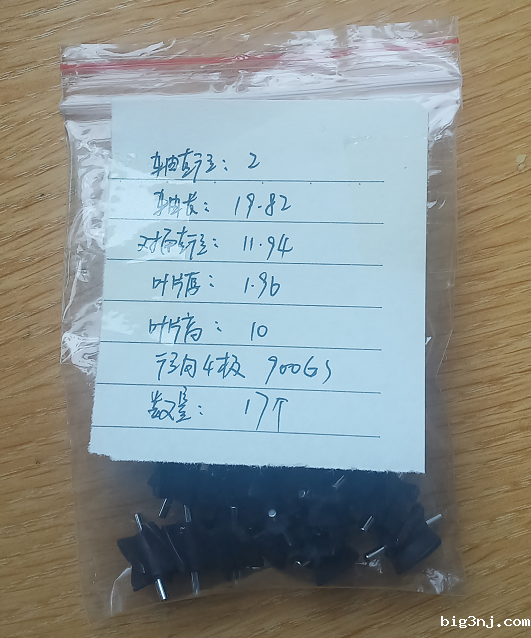 轴直径：2
轴长：19.82
对插直径：11.94
叶片厚：1.96
叶片高：10
径向4极 900GS
数量：17个
big3nj.com